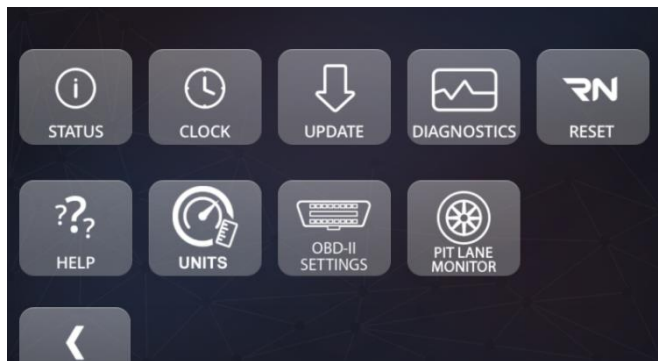 STATUS
CLOCK
UPDATE
DIAGNOSTICS
RN
RESET
???
HELP
UNITS
OBD-II
SETTINGS
PIT LANE
MONITOR